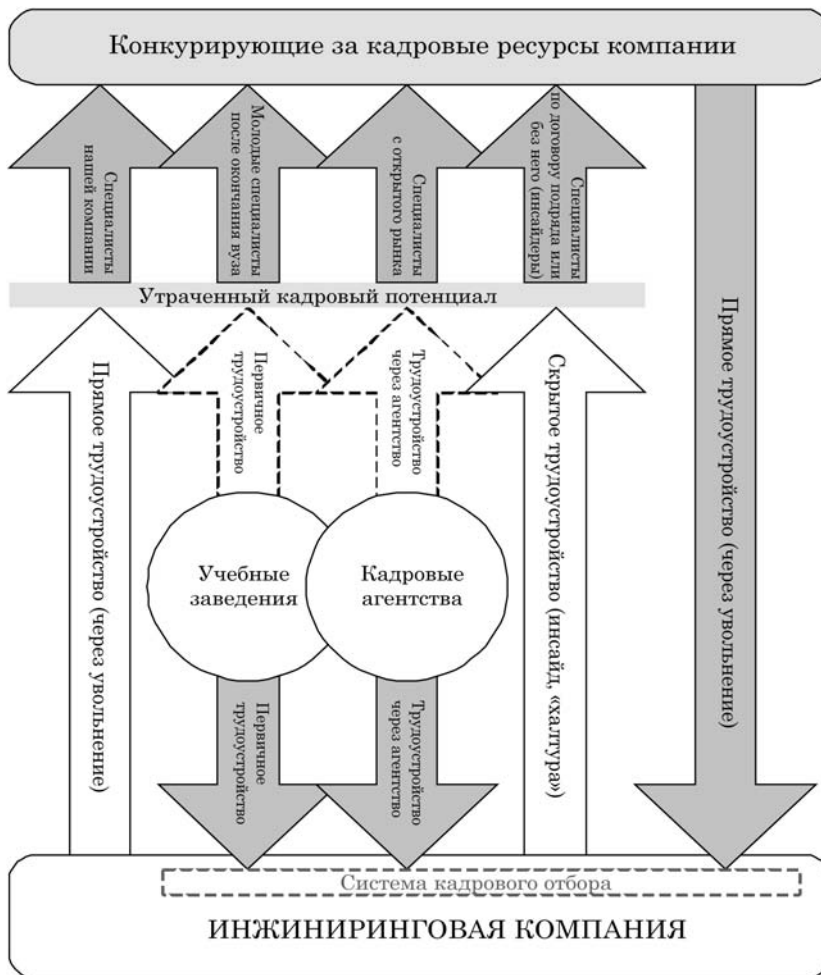 Конкурирующие за кадровые ресурсы компании
Специалисты
нашей компании
Молодые специалисты
после окончания вуза
Специалисты
с открытого рынка
Специалисты
по договору подряда или
без него (инсайдеры)
Утраченный кадровый потенциал
Прямое трудоустройство (через увольнение)
Первичное
трудоустройство
Трудоустройство
через агентство
Скрытое трудоустройство (инсайд, «халтура»)
Прямое трудоустройство (через увольнение)
Учебные
заведения
Кадровые
агентства
Первичное
трудоустройство
Трудоустройство
через агентство
Система кадрового отбора
ИНЖИНИРИНГОВАЯ КОМПАНИЯ